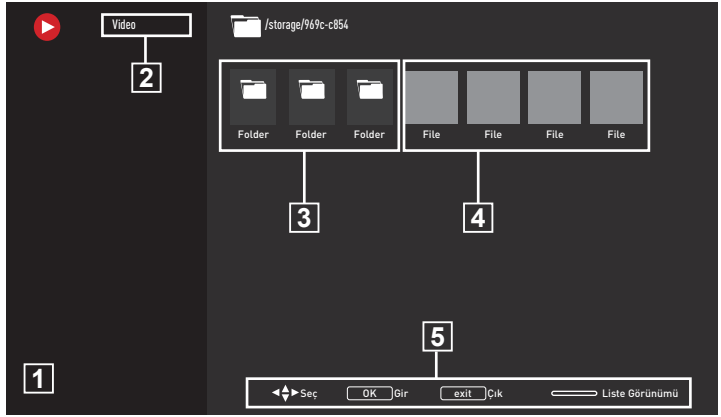 Video
/storage/969c-c854
2
Folder Folder Folder File File File File
3 4
5
1
Seç OK Gir exit Çık Liste Görünümü